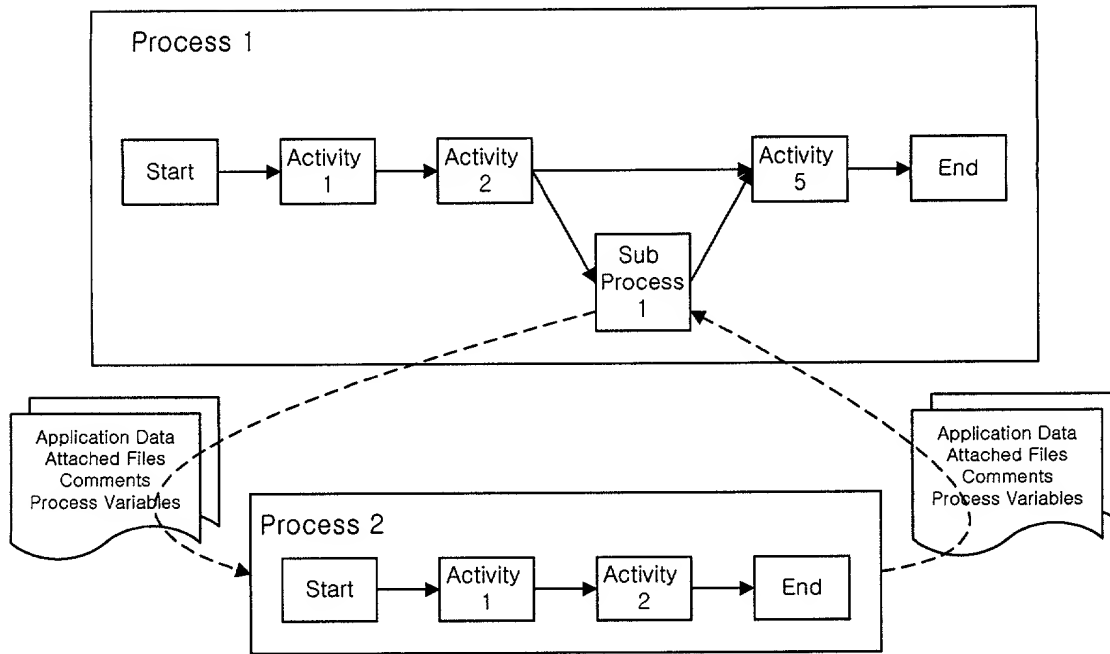 Process 1
Start
Activity
1
Activity
2
Activity
5
End
Sub
Process
1
Application Data
Attached Files
Comments
Process Variables
Application Data
Attached Files
Comments
Process Variables
Process 2
Start
Activity
1
Activity
2
End